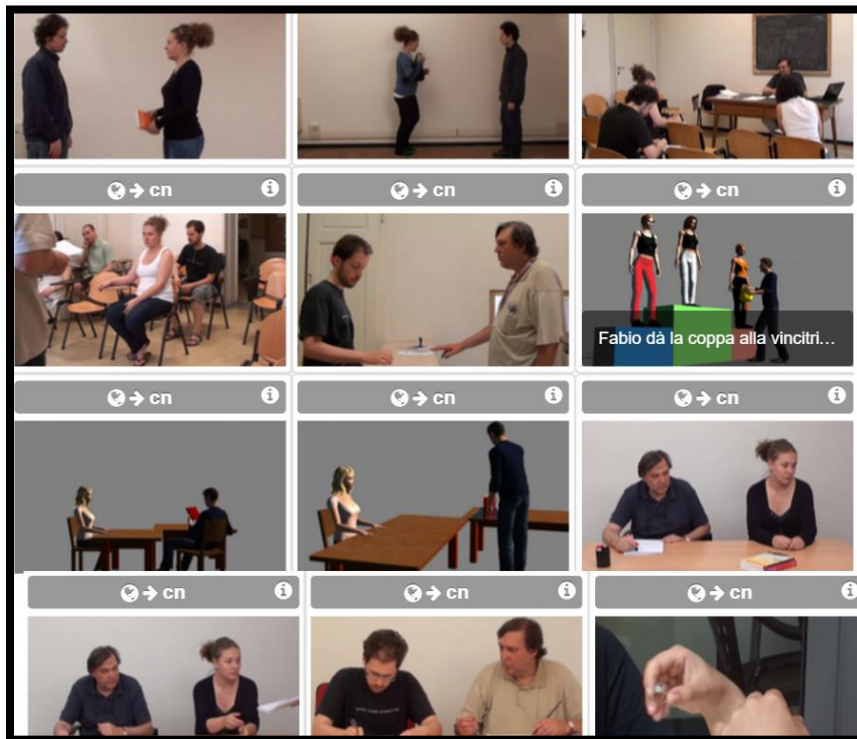 → cn
→ cn
→ cn
Fabio dà la coppa alla vincitri...
→ cn
→ cn
→ cn
→ cn
→ cn
→ cn